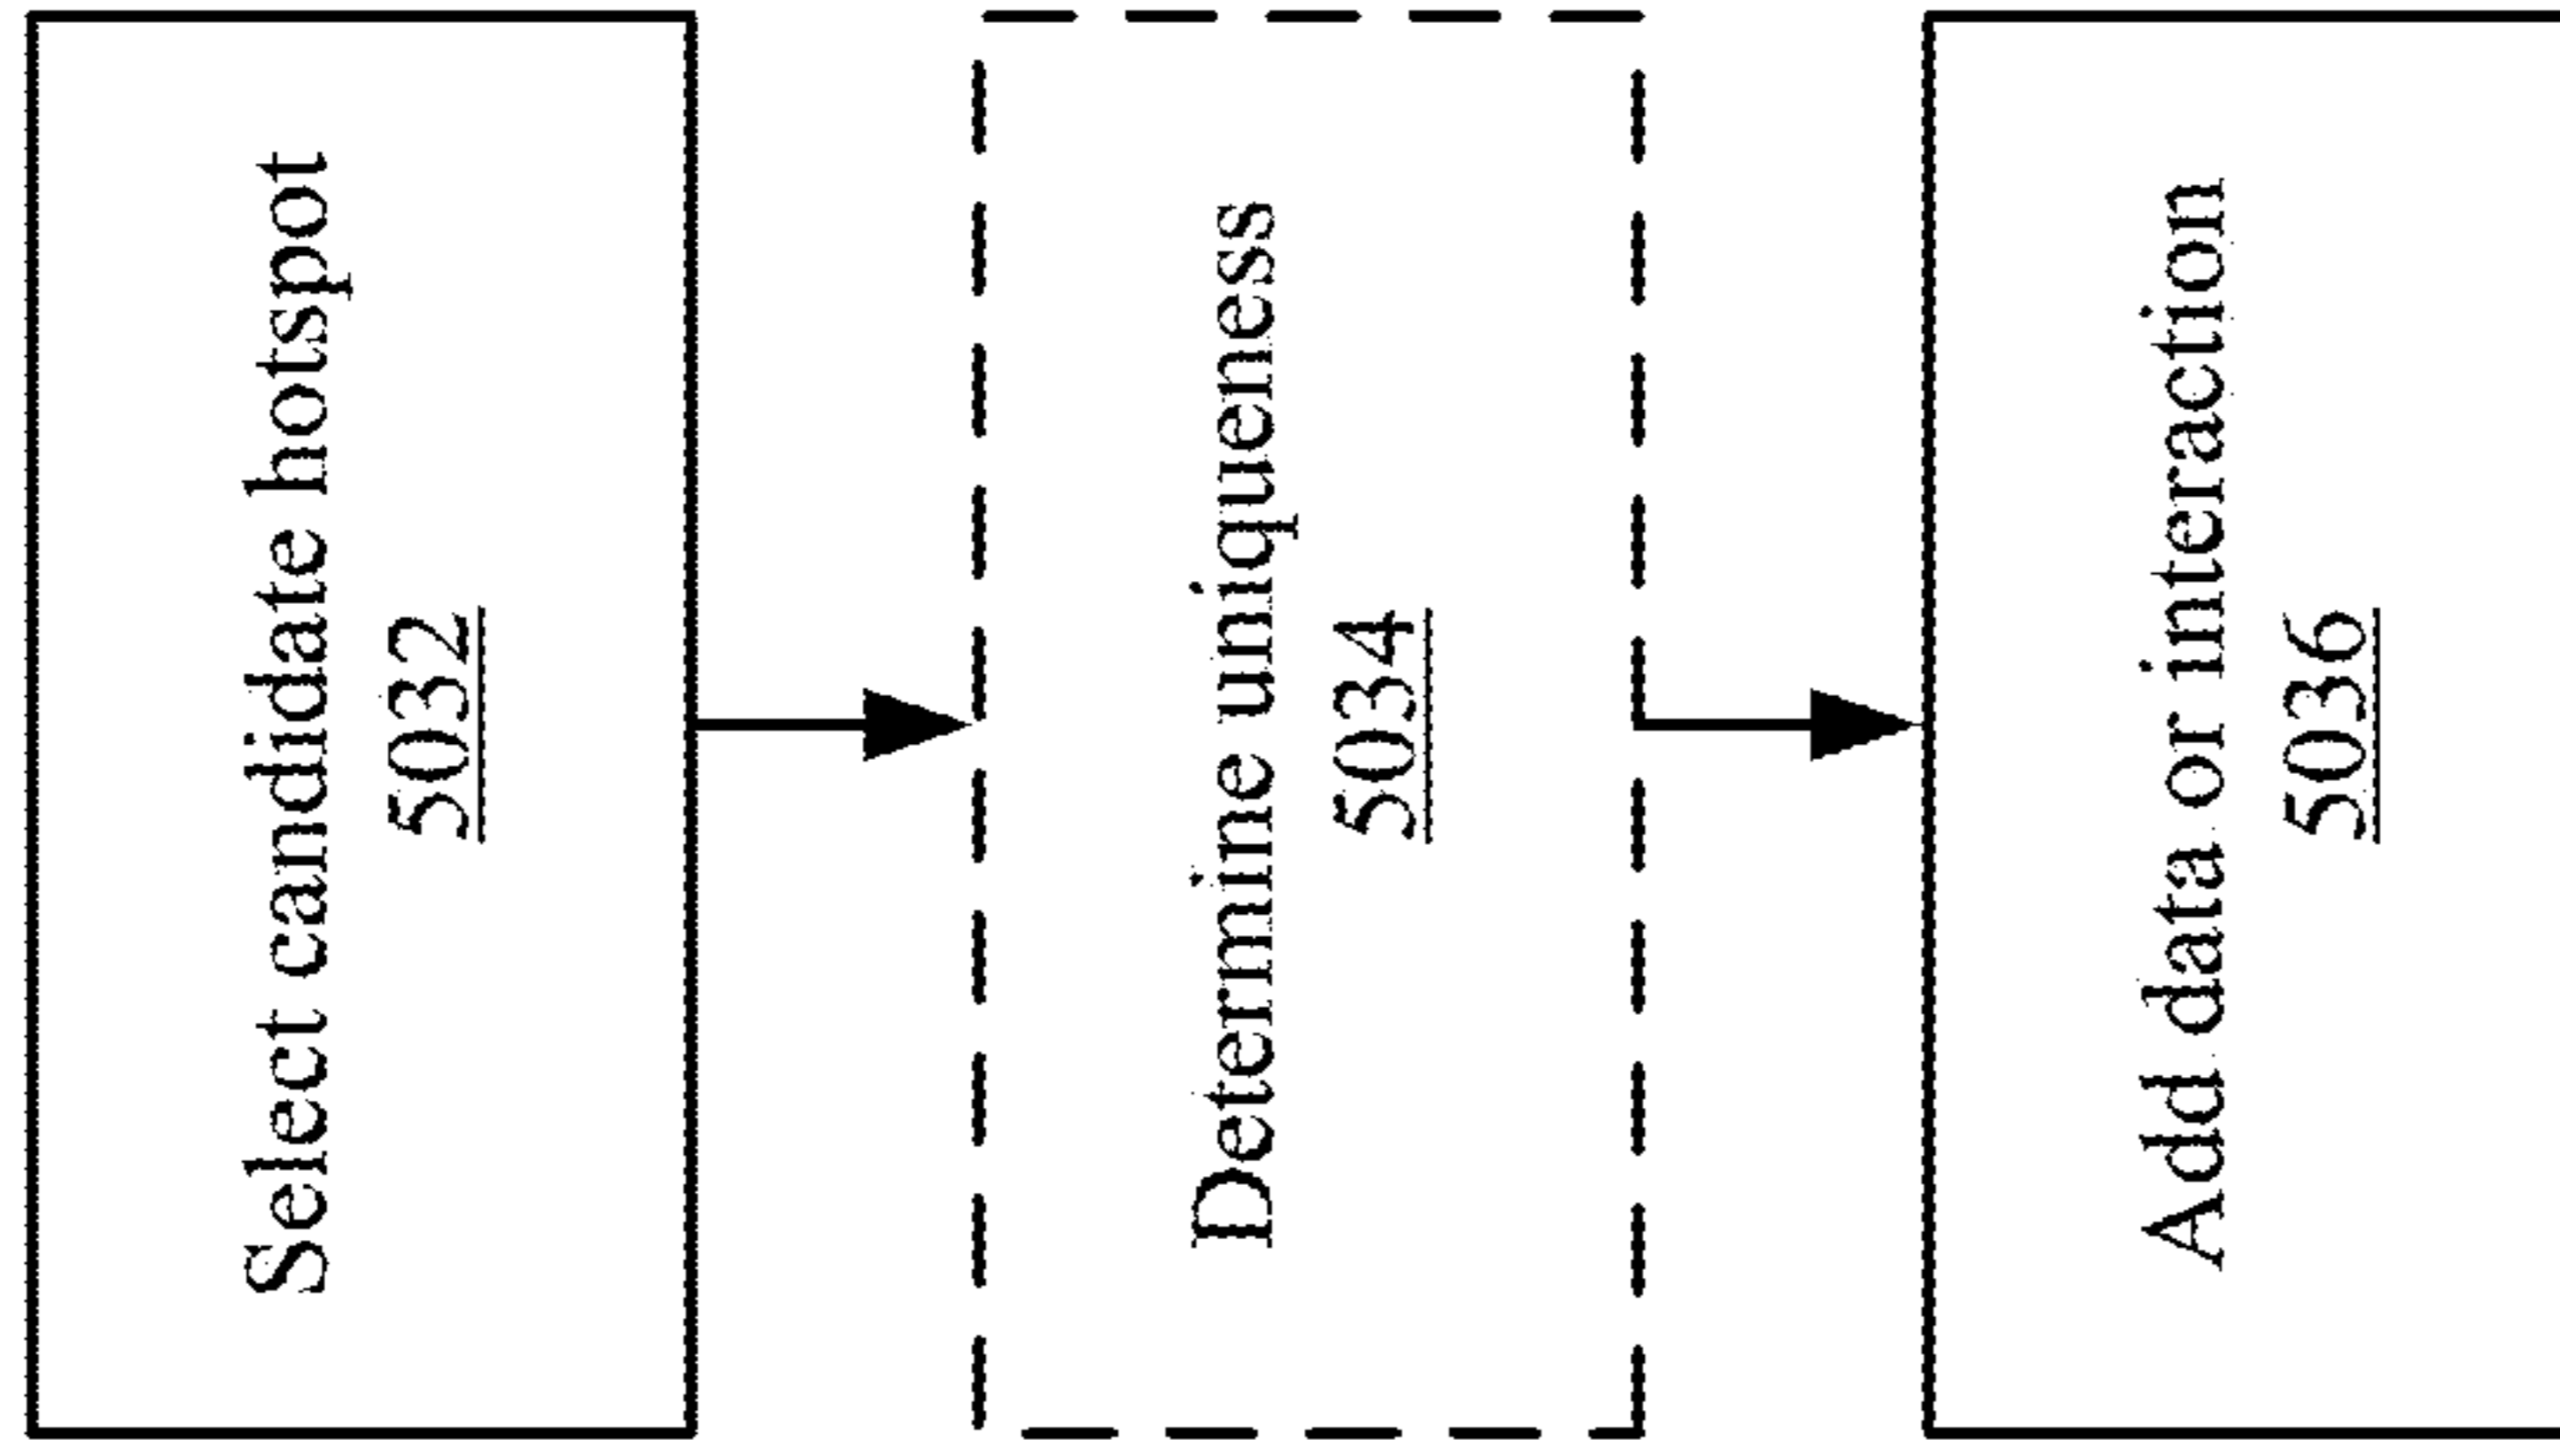 Select candidate hotspot
5032
Determine uniqueness
5034
Add data or interaction
5036